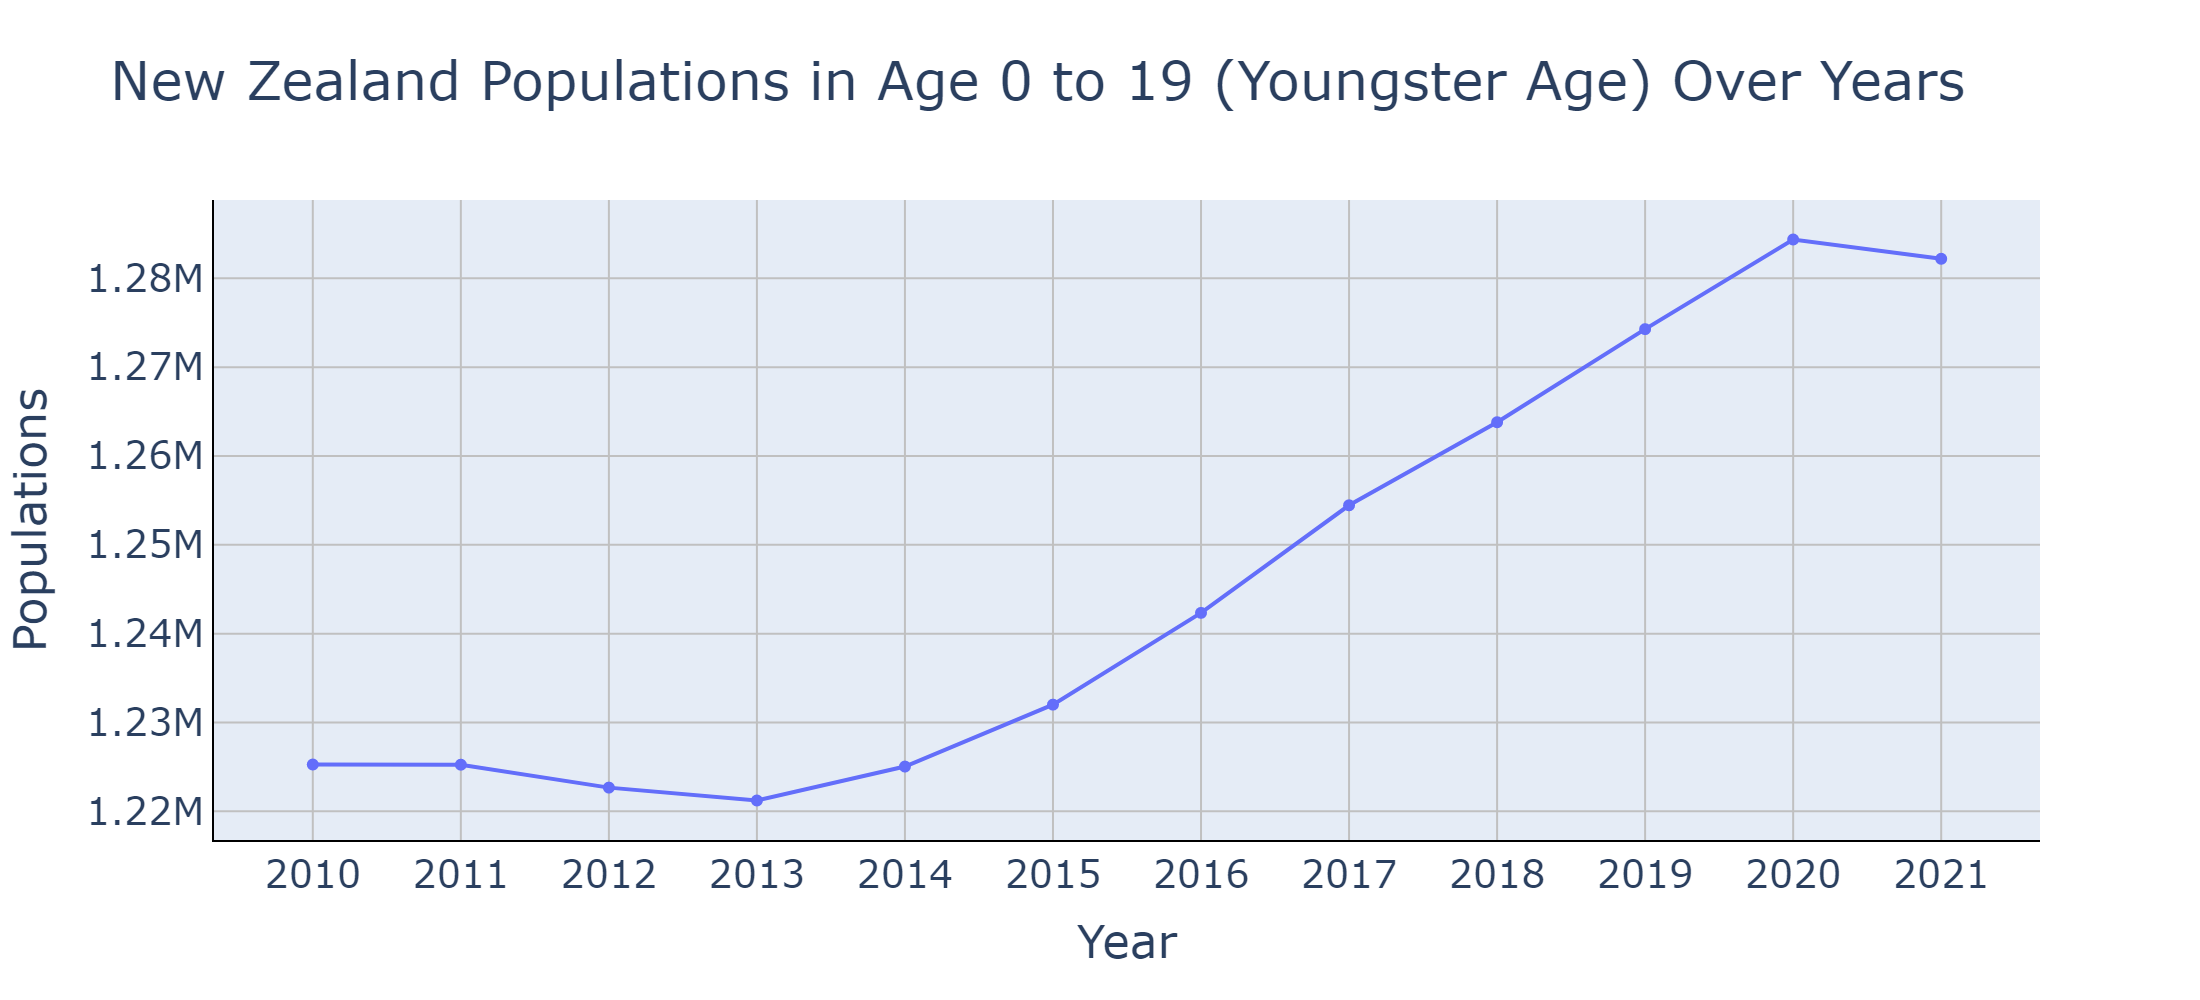 New Zealand Populations in Age 0 to 19 (Youngster Age) Over Years
Populations
1.28M
1.27M
1.26M
1.25M
1.24M
1.23M
1.22M
2010 2011 2012 2013 2014 2015 2016 2017 2018 2019 2020 2021
Year